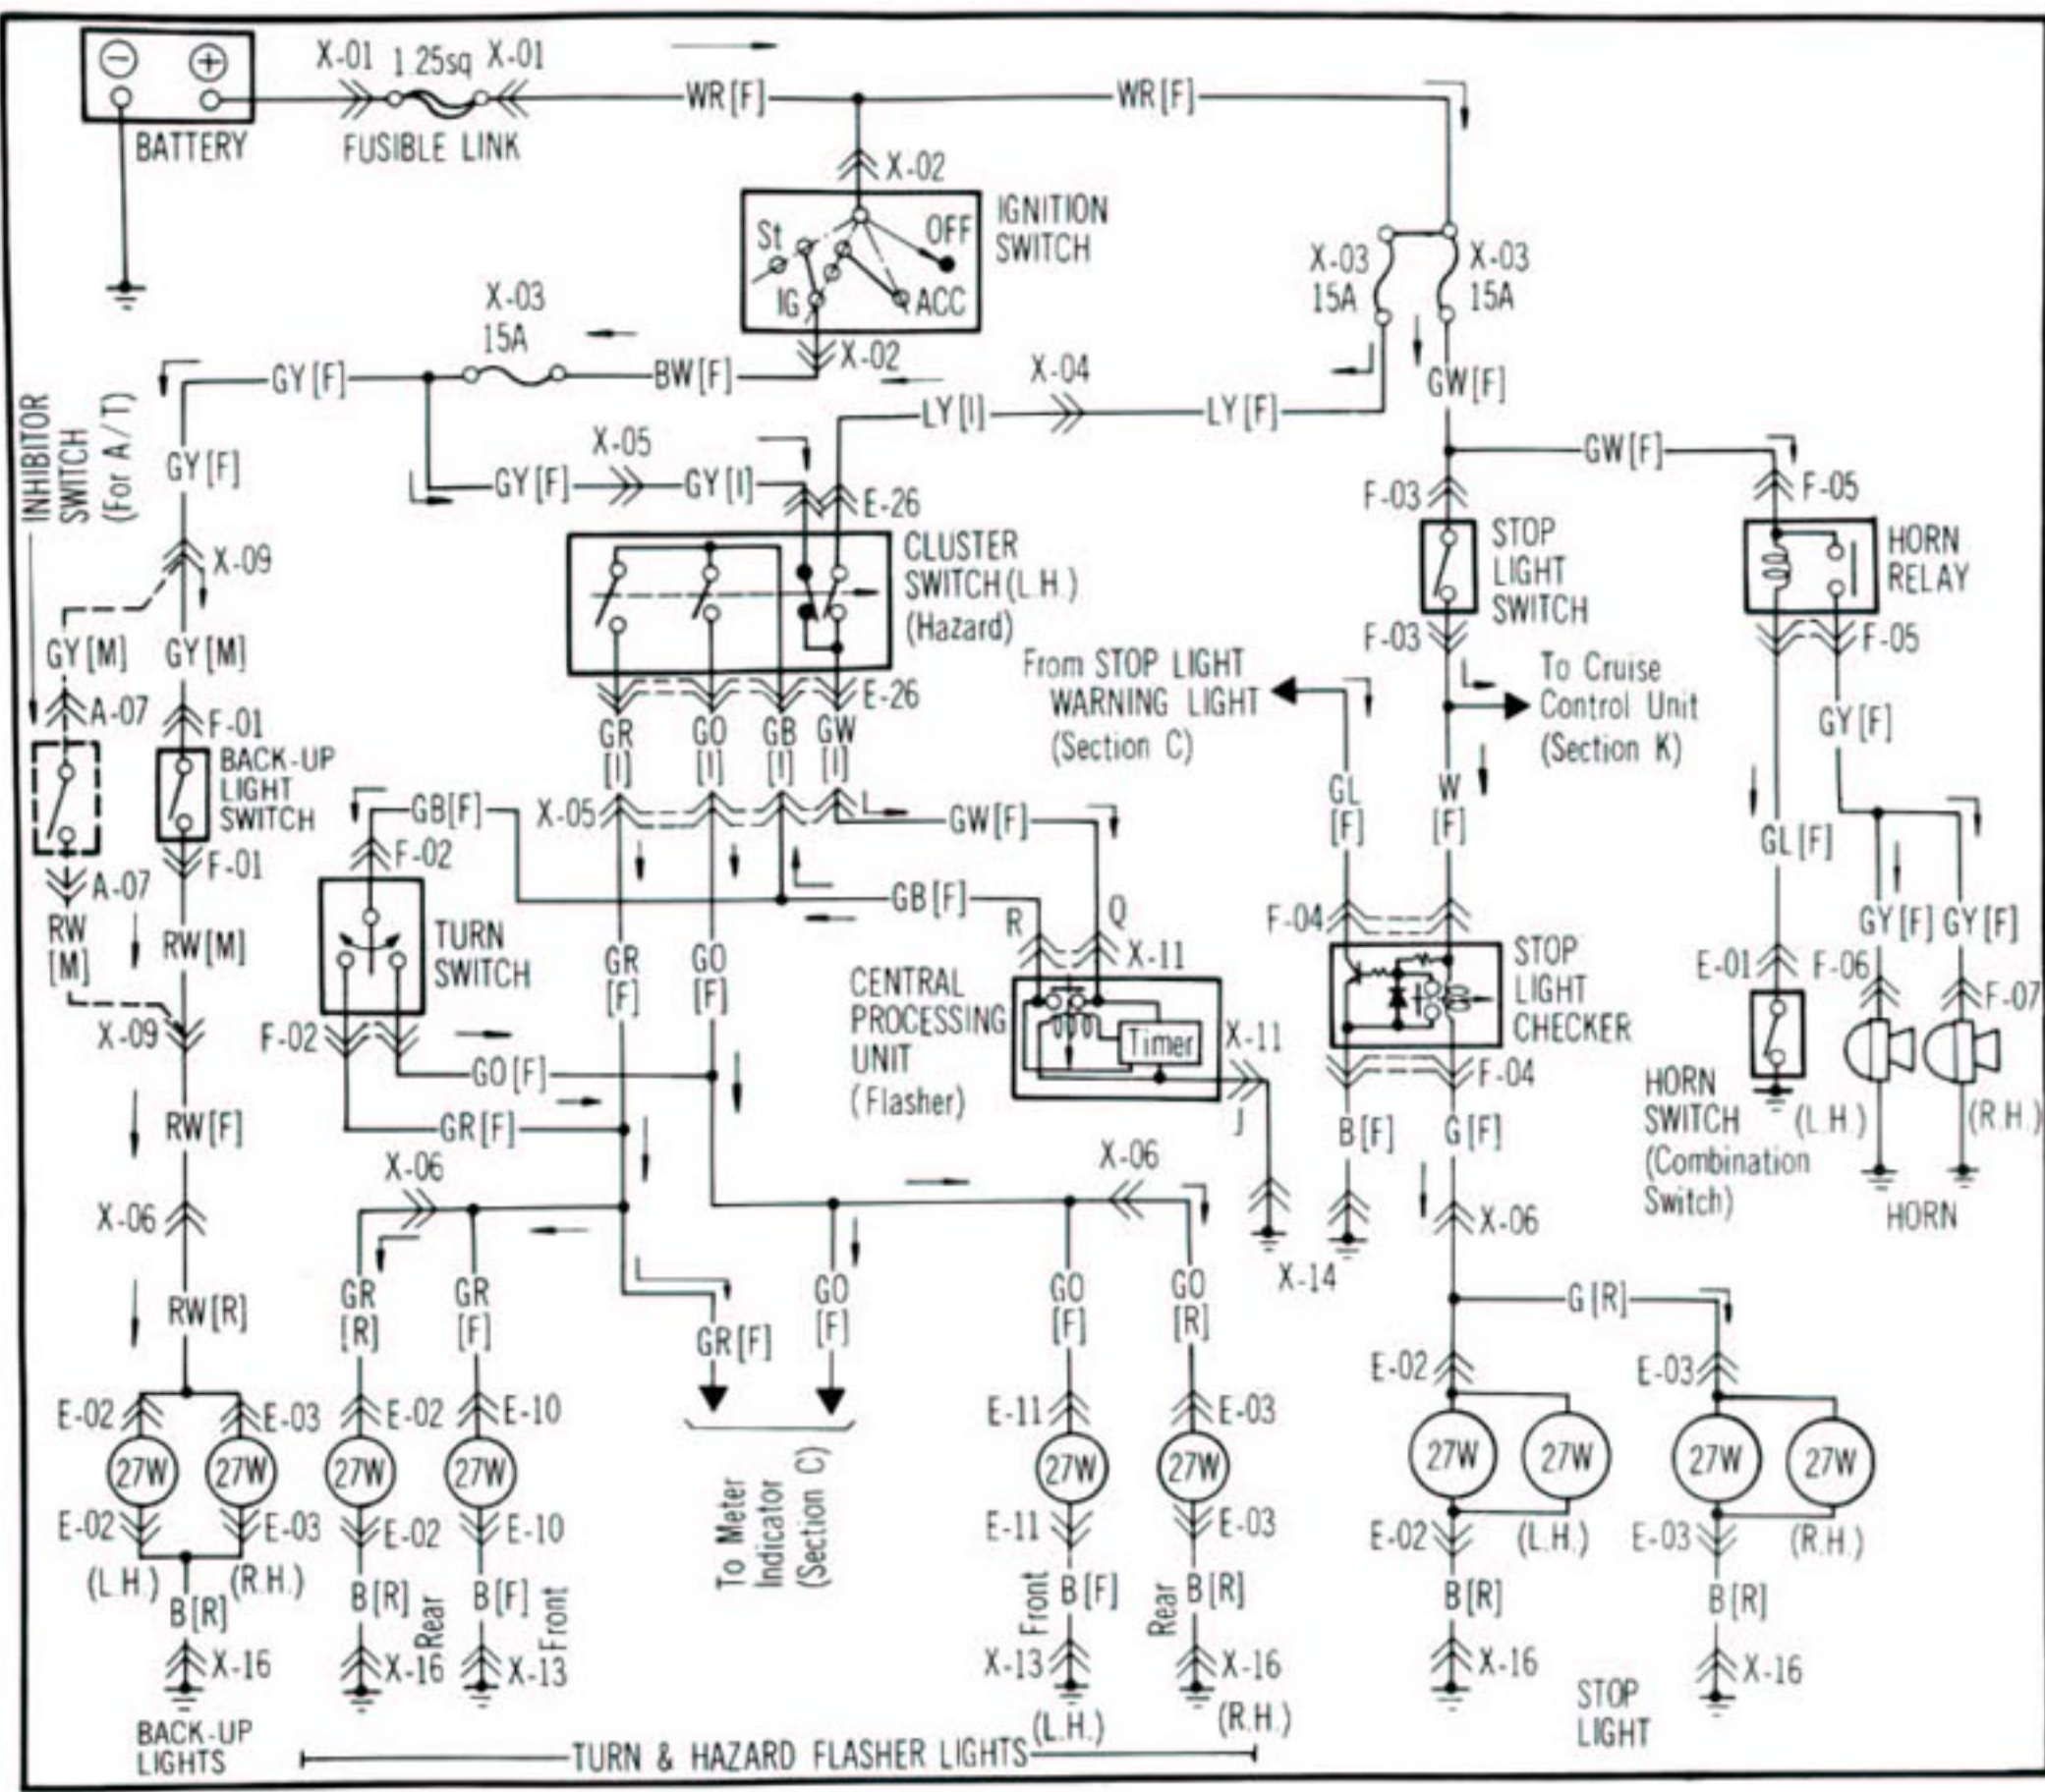 X-01 1.25sq X-01
WR[F]
WR[F]
BATTERY
FUSIBLE LINK
X-02
IGNITION
SWITCH
St
OFF
IG
ACC
X-02
X-03
15A
X-03
15A
X-03
15A
GY[F]
BW[F]
X-04
LY[I]
LY[F]
GW[F]
INHIBITOR
SWITCH
(For A/T)
GY[F]
X-05
GY[F]
GY[I]
E-26
GW[F]
F-03
F-05
X-09
CLUSTER
SWITCH(L.H.)
(Hazard)
STOP
LIGHT
SWITCH
HORN
RELAY
GY[M]
GY[M]
F-03
F-05
From STOP LIGHT
WARNING LIGHT
(Section C)
To Cruise
Control Unit
(Section K)
A-07
F-01
E-26
GR
[I]
GO
[I]
GB
[I]
GW
[I]
GY[F]
BACK-UP
LIGHT
SWITCH
GL
[F]
W
[F]
GB[F]
X-05
GW[F]
GL[F]
A-07
F-01
F-02
GB[F]
R
Q
F-04
GY[F]
GY[F]
RW
[M]
RW[M]
TURN
SWITCH
GR
[F]
GO
[F]
X-11
CENTRAL
PROCESSING
UNIT
(Flasher)
Timer
X-11
J
STOP
LIGHT
CHECKER
E-01
F-06
F-07
X-09
F-02
GO[F]
F-04
HORN
SWITCH
(Combination
Switch)
(L.H.)
(R.H.)
HORN
RW[F]
GR[F]
B[F]
G[F]
X-06
X-06
X-06
X-06
X-14
RW[R]
GR
[R]
GR
[F]
GR[F]
GO
[F]
GO
[F]
GO
[R]
G[R]
E-02
E-03
E-02
E-10
E-11
E-03
E-02
E-03
27W
27W
27W
27W
27W
27W
27W
27W
27W
27W
To Meter
Indicator
(Section C)
E-02
E-03
E-02
E-10
E-11
E-03
E-02
(L.H.)
E-03
(R.H.)
(L.H.)
(R.H.)
B[R]
B[R]
Rear
B[F]
Front
Front
B[F]
Rear
B[R]
B[R]
B[R]
X-16
X-16
X-13
X-13
X-16
X-16
X-16
(L.H.)
(R.H.)
BACK-UP
LIGHTS
TURN & HAZARD FLASHER LIGHTS
STOP
LIGHT